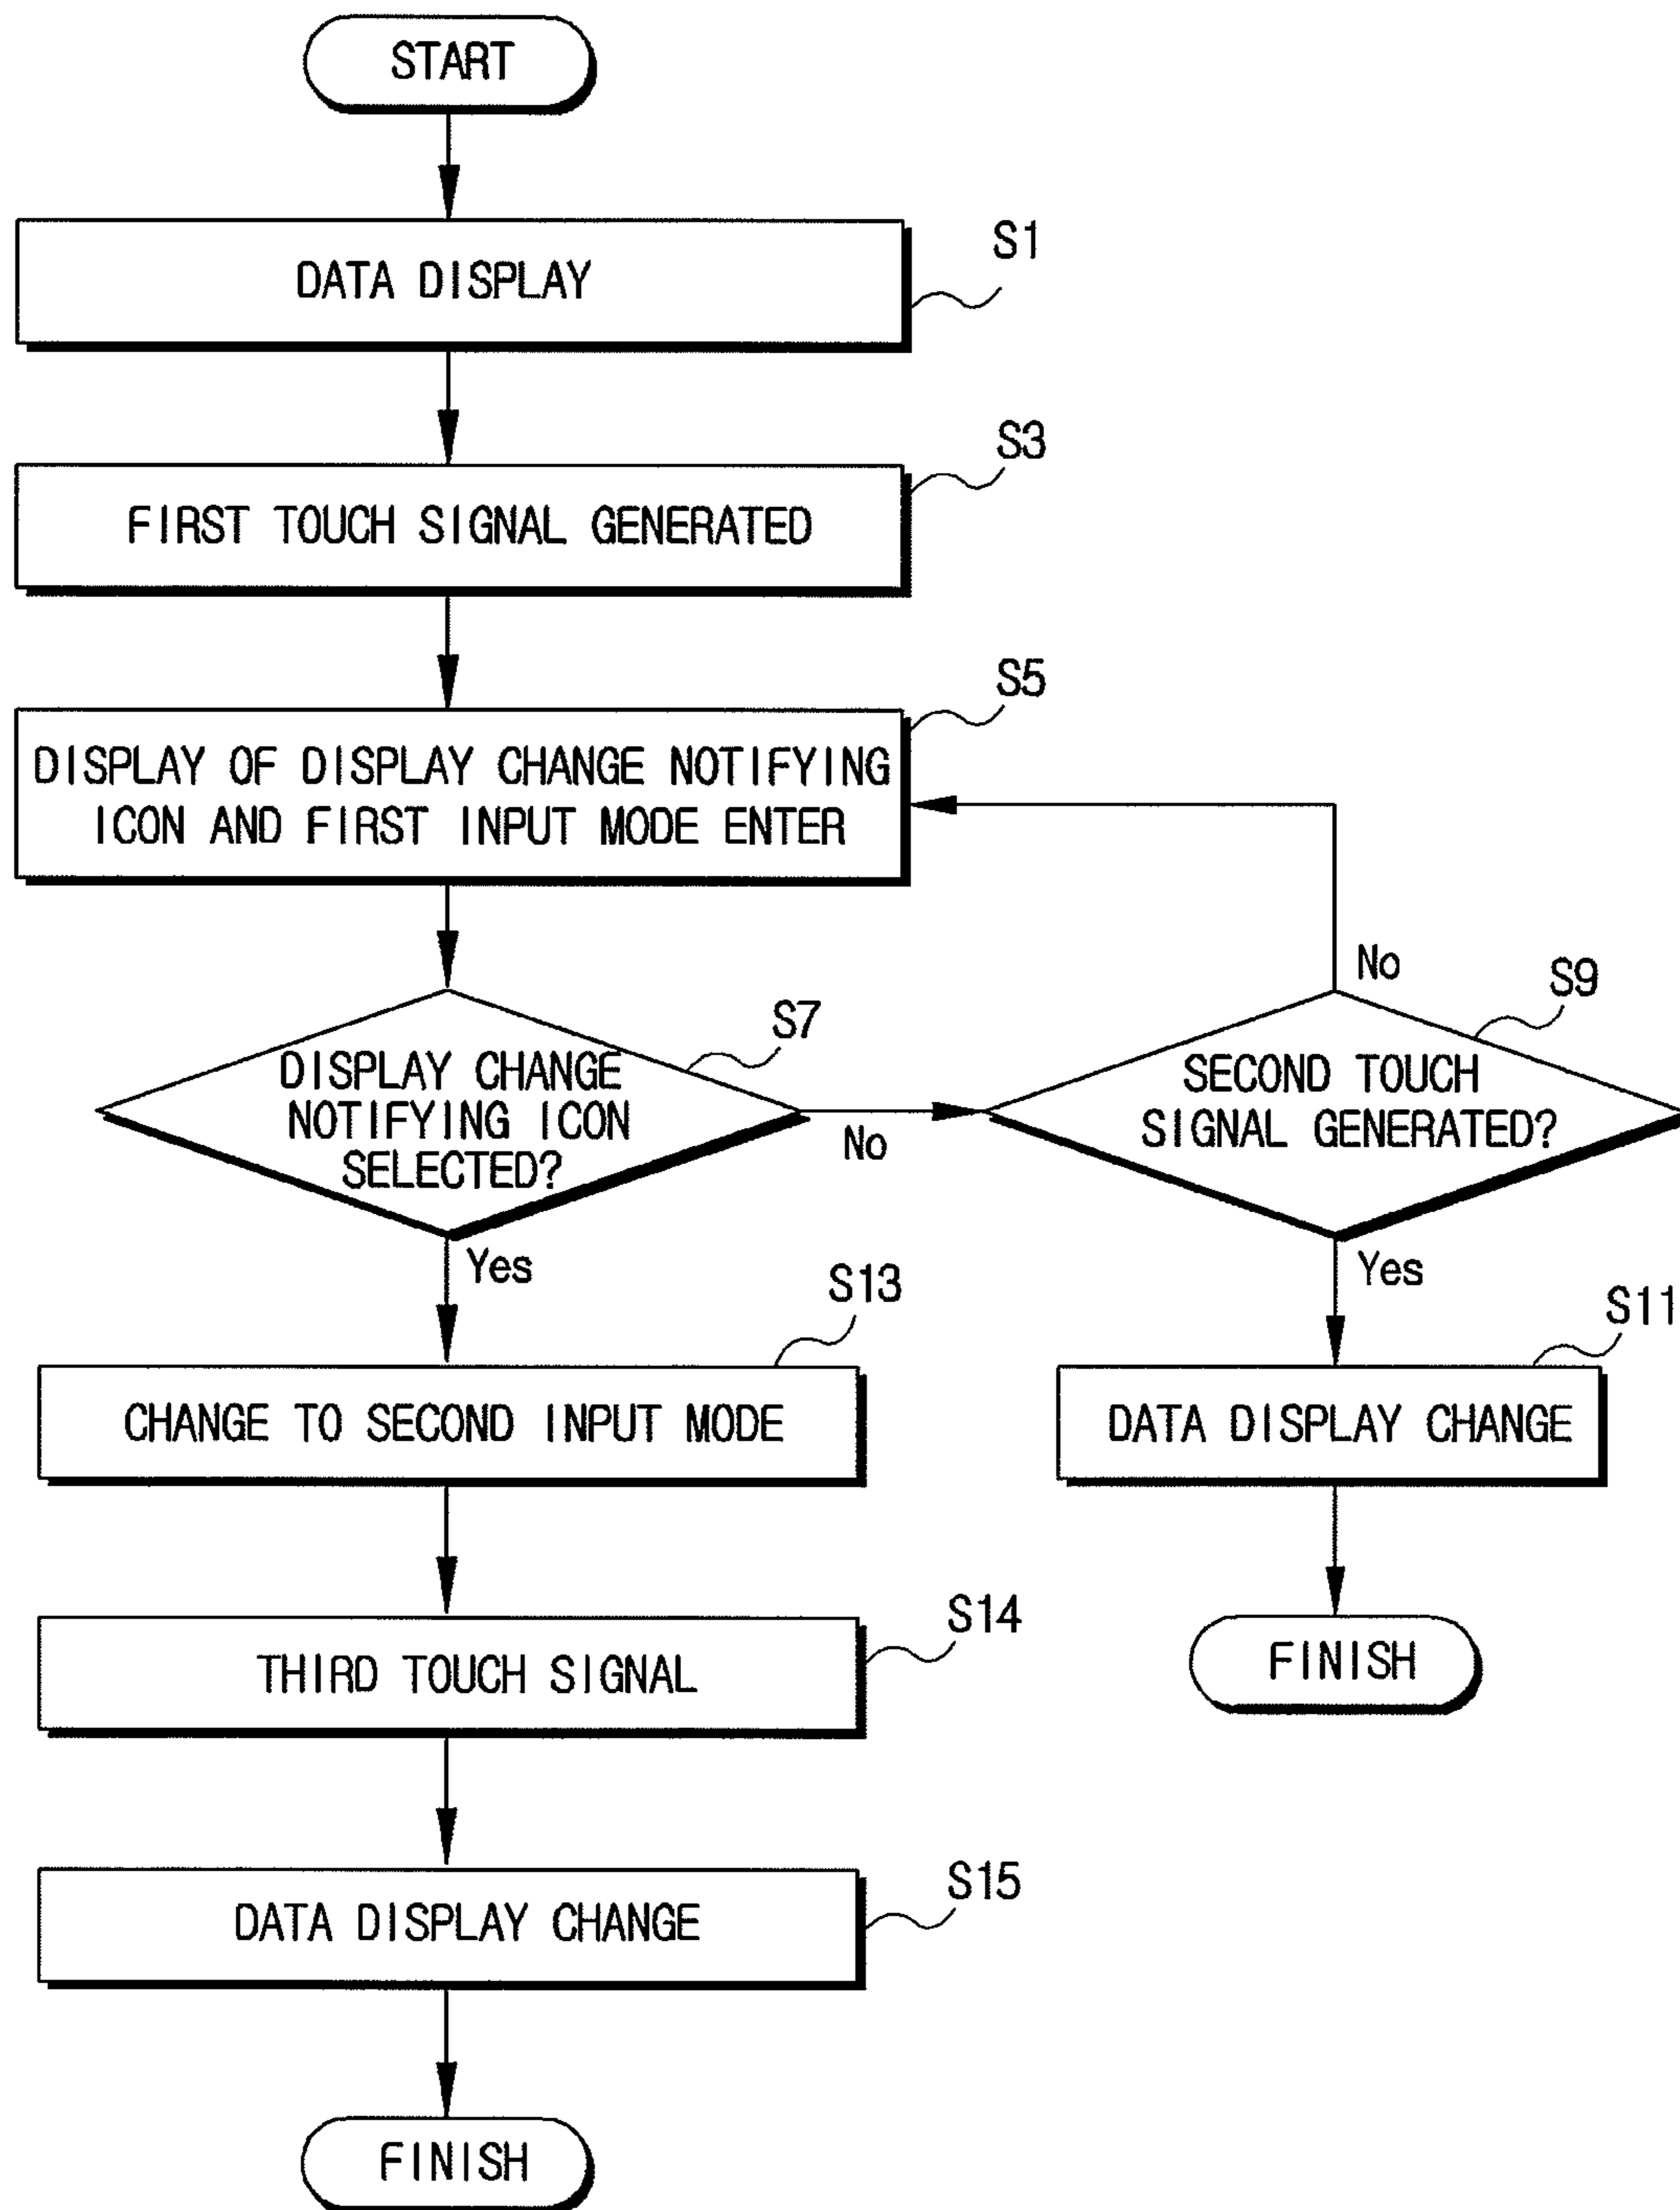 START
S1
DATA DISPLAY
S3
FIRST TOUCH SIGNAL GENERATED
S5
DISPLAY OF DISPLAY CHANGE NOTIFYING
ICON AND FIRST INPUT MODE ENTER
S7
DISPLAY CHANGE
NOTIFYING ICON
SELECTED?
No
No
S9
SECOND TOUCH
SIGNAL GENERATED?
Yes
Yes
S13
CHANGE TO SECOND INPUT MODE
S11
DATA DISPLAY CHANGE
S14
THIRD TOUCH SIGNAL
FINISH
S15
DATA DISPLAY CHANGE
FINISH